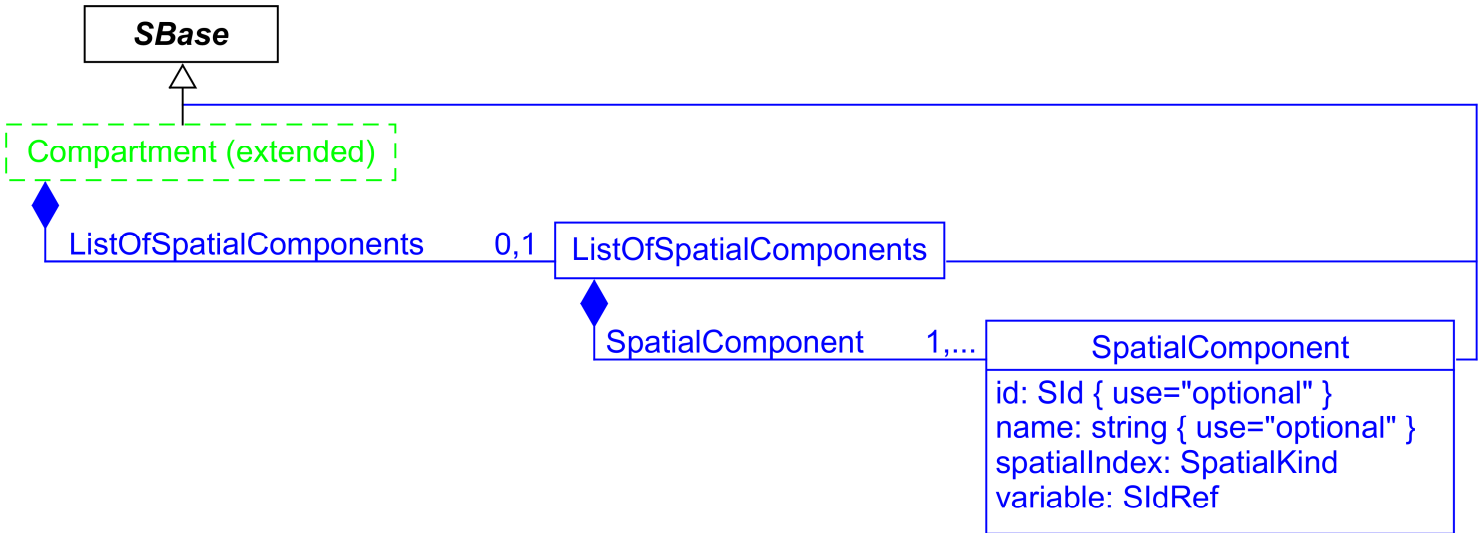 SBase
Compartment (extended)
ListOfSpatialComponents 0,1
ListOfSpatialComponents
SpatialComponent 1,...
SpatialComponent
id: SId { use="optional" }
name: string { use="optional" }
spatialIndex: SpatialKind
variable: SIdRef